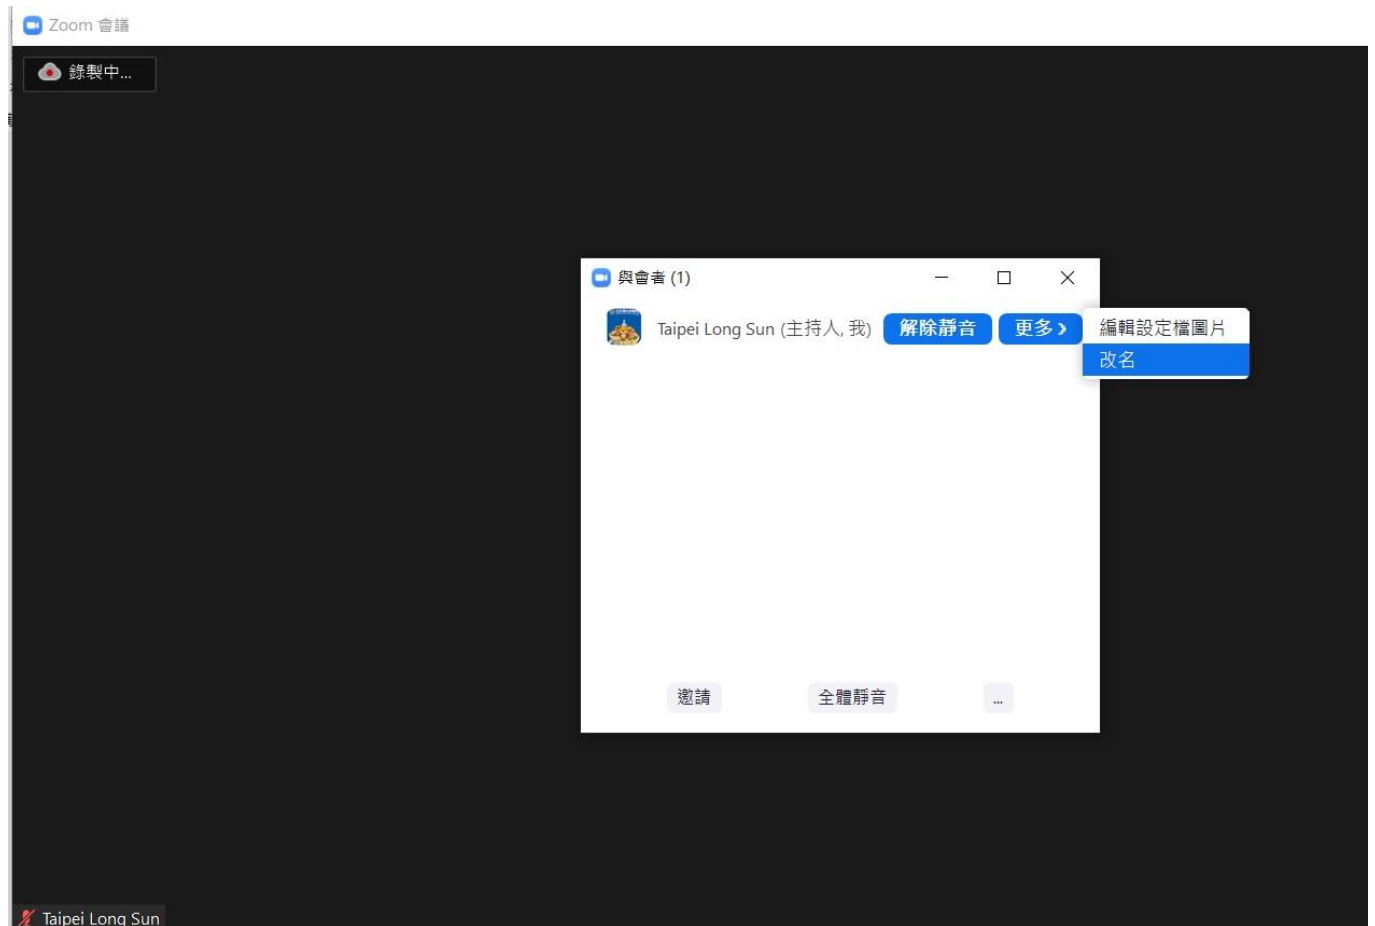 Zoom 會議
錄製中...
與會者 (1)
Taipei Long Sun (主持人, 我) 解除靜音 更多 編輯設定檔圖片
改名
邀請 全體靜音 ...
Taipei Long Sun